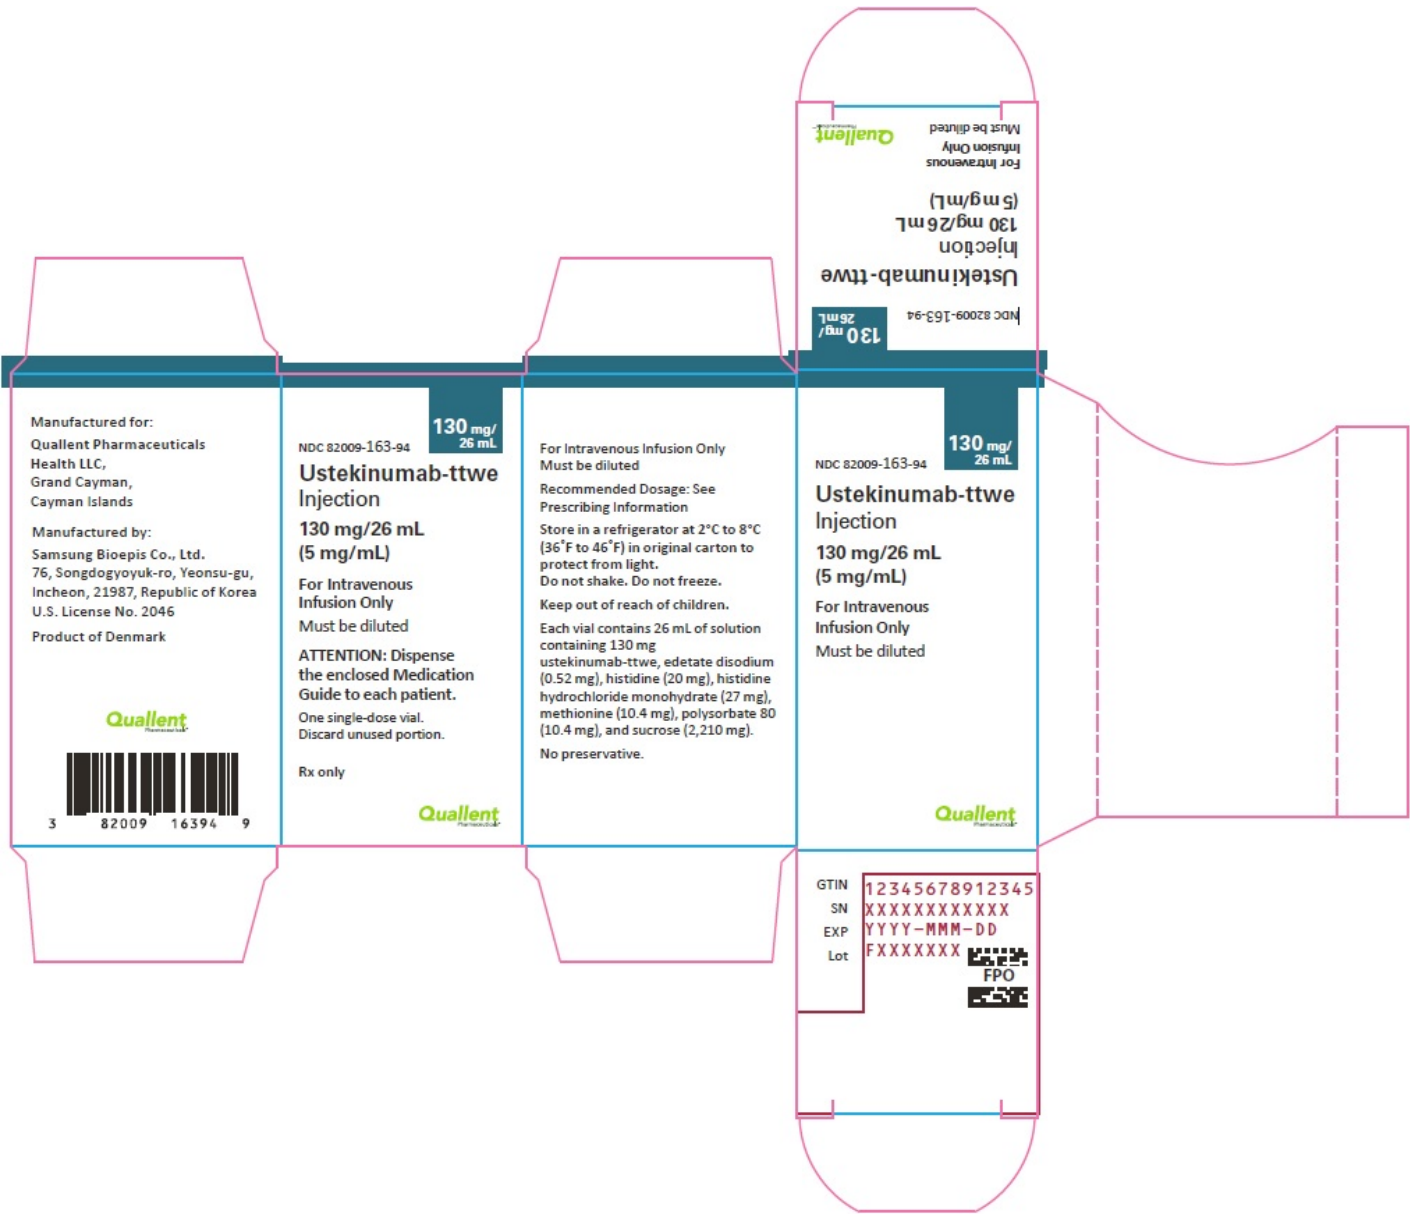 Quallent
Pharmaceuticals
Must be diluted
For Intravenous
Infusion Only
(5 mg/mL)
130 mg/26 mL
Injection
Ustekinumab-ttwe
NDC 82009-163-94
130 mg/
26 mL
Manufactured for:
Quallent Pharmaceuticals
Health LLC,
Grand Cayman,
Cayman Islands
Manufactured by:
Samsung Bioepis Co., Ltd.
76, Songdogyoyuk-ro, Yeonsu-gu,
Incheon, 21987, Republic of Korea
U.S. License No. 2046
Product of Denmark
Quallent
Pharmaceuticals
3 82009 16394 9
130 mg/
26 mL
NDC 82009-163-94
Ustekinumab-ttwe
Injection
130 mg/26 mL
(5 mg/mL)
For Intravenous
Infusion Only
Must be diluted
ATTENTION: Dispense
the enclosed Medication
Guide to each patient.
One single-dose vial.
Discard unused portion.
Rx only
Quallent
Pharmaceuticals
For Intravenous Infusion Only
Must be diluted
Recommended Dosage: See
Prescribing Information
Store in a refrigerator at 2°C to 8°C
(36°F to 46°F) in original carton to
protect from light.
Do not shake. Do not freeze.
Keep out of reach of children.
Each vial contains 26 mL of solution
containing 130 mg
ustekinumab-ttwe, edetate disodium
(0.52 mg), histidine (20 mg), histidine
hydrochloride monohydrate (27 mg),
methionine (10.4 mg), polysorbate 80
(10.4 mg), and sucrose (2,210 mg).
No preservative.
130 mg/
26 mL
NDC 82009-163-94
Ustekinumab-ttwe
Injection
130 mg/26 mL
(5 mg/mL)
For Intravenous
Infusion Only
Must be diluted
Quallent
Pharmaceuticals
GTIN 12345678912345
SN XXXXXXXXXXXX
EXP YYYY-MMM-DD
Lot FXXXXXXX
FPO